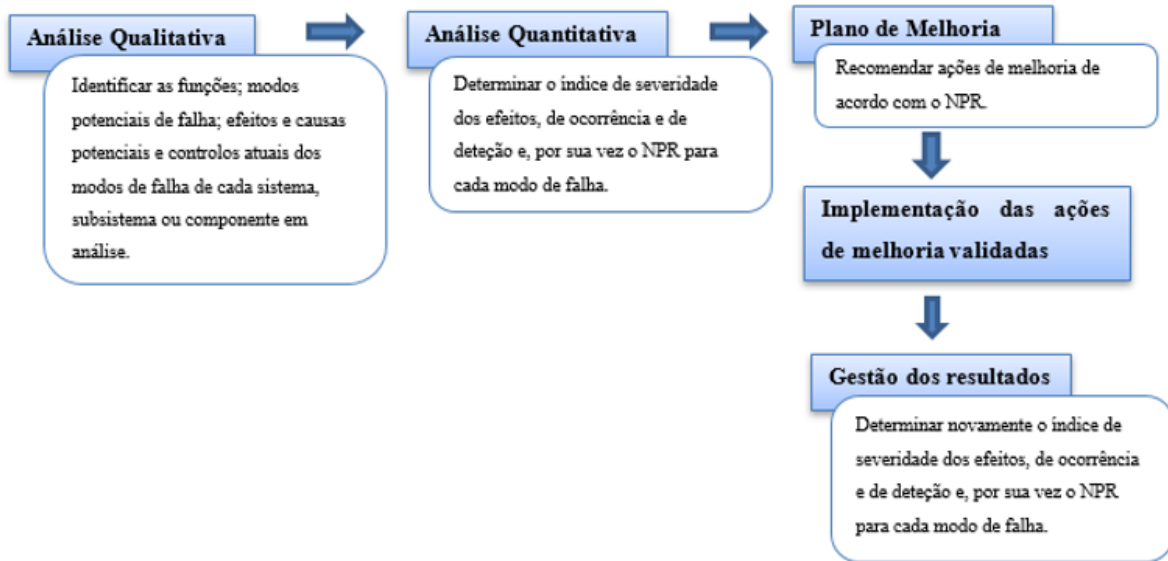 Análise Qualitativa
Identificar as funções; modos
potenciais de falha; efeitos e causas
potenciais e controlos atuais dos
modos de falha de cada sistema,
subsistema ou componente em
análise.
Análise Quantitativa
Determinar o índice de severidade
dos efeitos, de ocorrência e de
deteção e, por sua vez o NPR para
cada modo de falha.
Plano de Melhoria
Recomendar ações de melhoria de
acordo com o NPR.
Implementação das ações
de melhoria validadas
Gestão dos resultados
Determinar novamente o índice de
severidade dos efeitos, de ocorrência
e de deteção e, por sua vez o NPR
para cada modo de falha.